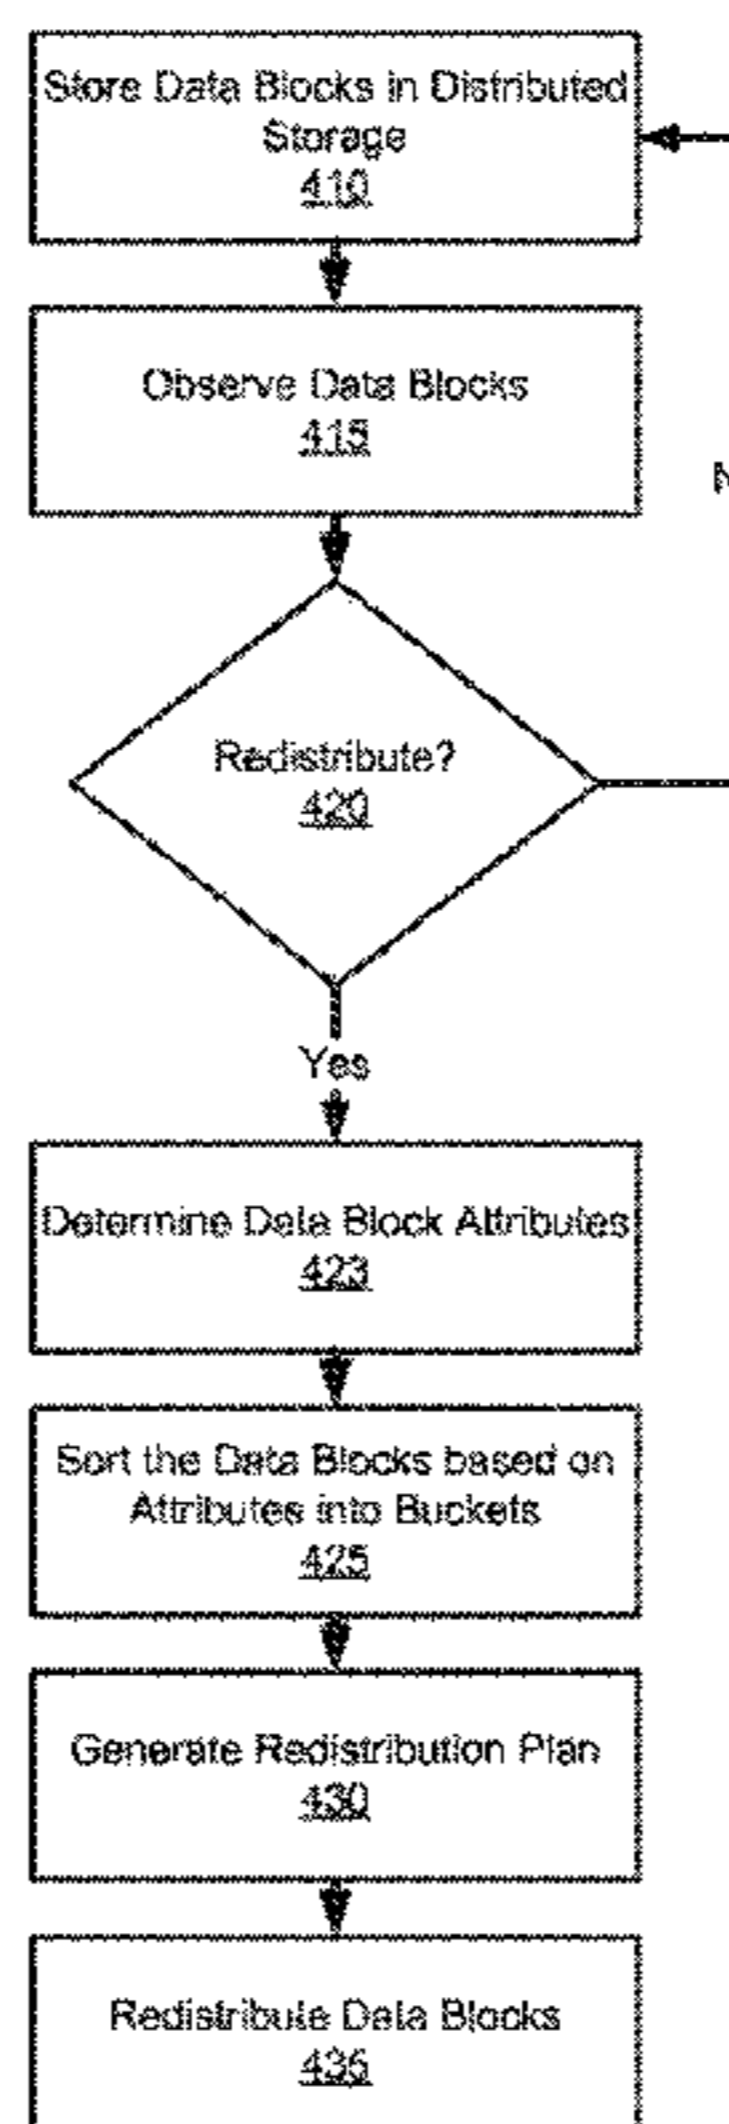 Store Data Blocks in Distributed
Storage
410
Observe Data Blocks
415
Redistribute?
420
Yes
Determine Data Block Attributes
423
Sort the Data Blocks based on
Attributes into Buckets
425
Generate Redistribution Plan
430
Redistribute Data Blocks
435